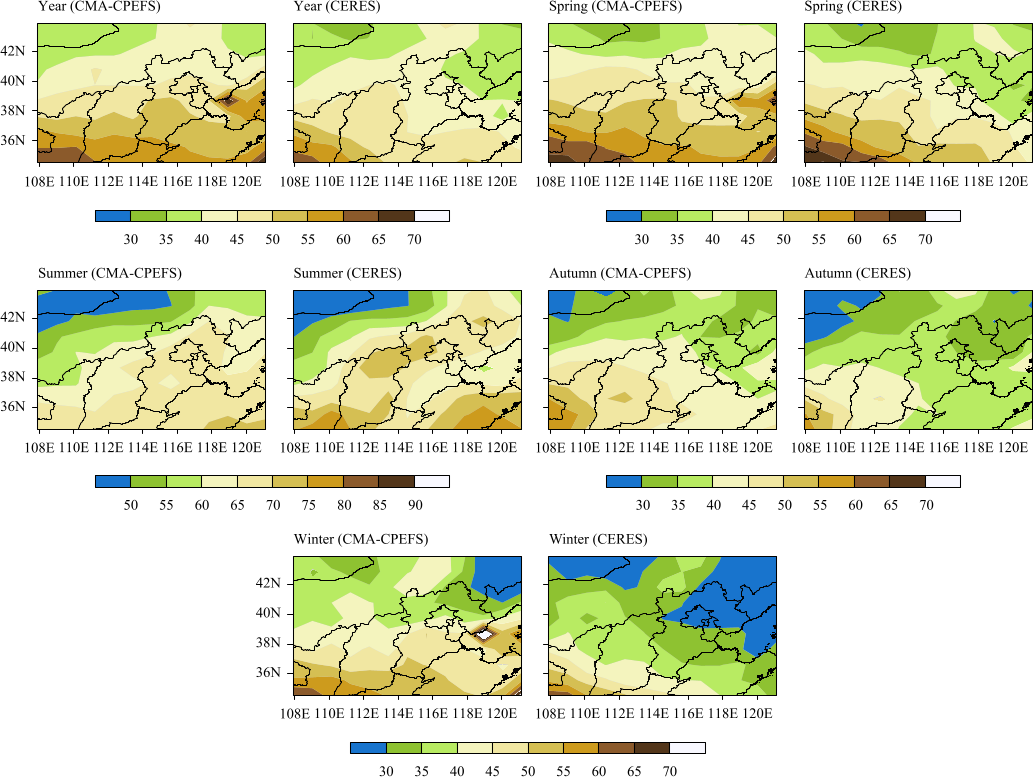 Year (CMA-CPEFS) Year (CERES) Spring (CMA-CPEFS) Spring (CERES)
42N
40N
38N
36N
108E 110E 112E 114E 116E 118E 120E 108E 110E 112E 114E 116E 118E 120E 108E 110E 112E 114E 116E 118E 120E 108E 110E 112E 114E 116E 118E 120E
30 35 40 45 50 55 60 65 70 30 35 40 45 50 55 60 65 70
Summer (CMA-CPEFS) Summer (CERES) Autumn (CMA-CPEFS) Autumn (CERES)
42N
40N
38N
36N
108E 110E 112E 114E 116E 118E 120E 108E 110E 112E 114E 116E 118E 120E 108E 110E 112E 114E 116E 118E 120E 108E 110E 112E 114E 116E 118E 120E
50 55 60 65 70 75 80 85 90 30 35 40 45 50 55 60 65 70
Winter (CMA-CPEFS) Winter (CERES)
42N
40N
38N
36N
108E 110E 112E 114E 116E 118E 120E 108E 110E 112E 114E 116E 118E 120E
30 35 40 45 50 55 60 65 70